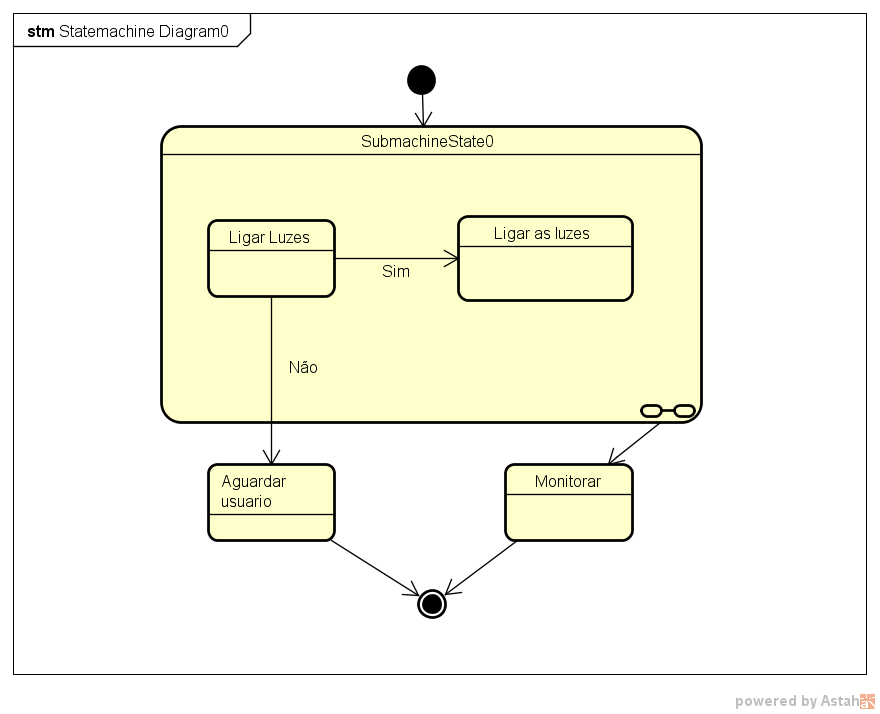 stm Statemachine Diagram0
SubmachineState0
Ligar Luzes
Ligar as luzes
Sim
Não
Aguardar
usuario
Monitorar
powered by Astah